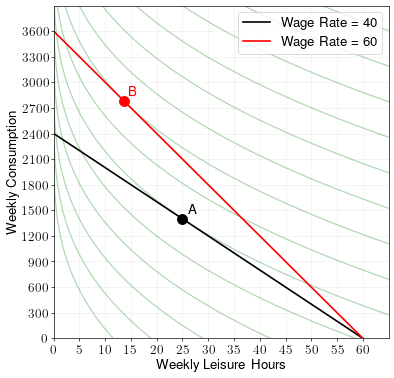 Wage Rate = 40
Wage Rate = 60
3600
3300
3000
2700
2400
2100
1800
1500
1200
900
600
300
0
Weekly Consumption
B
A
0 5 10 15 20 25 30 35 40 45 50 55 60
Weekly Leisure Hours